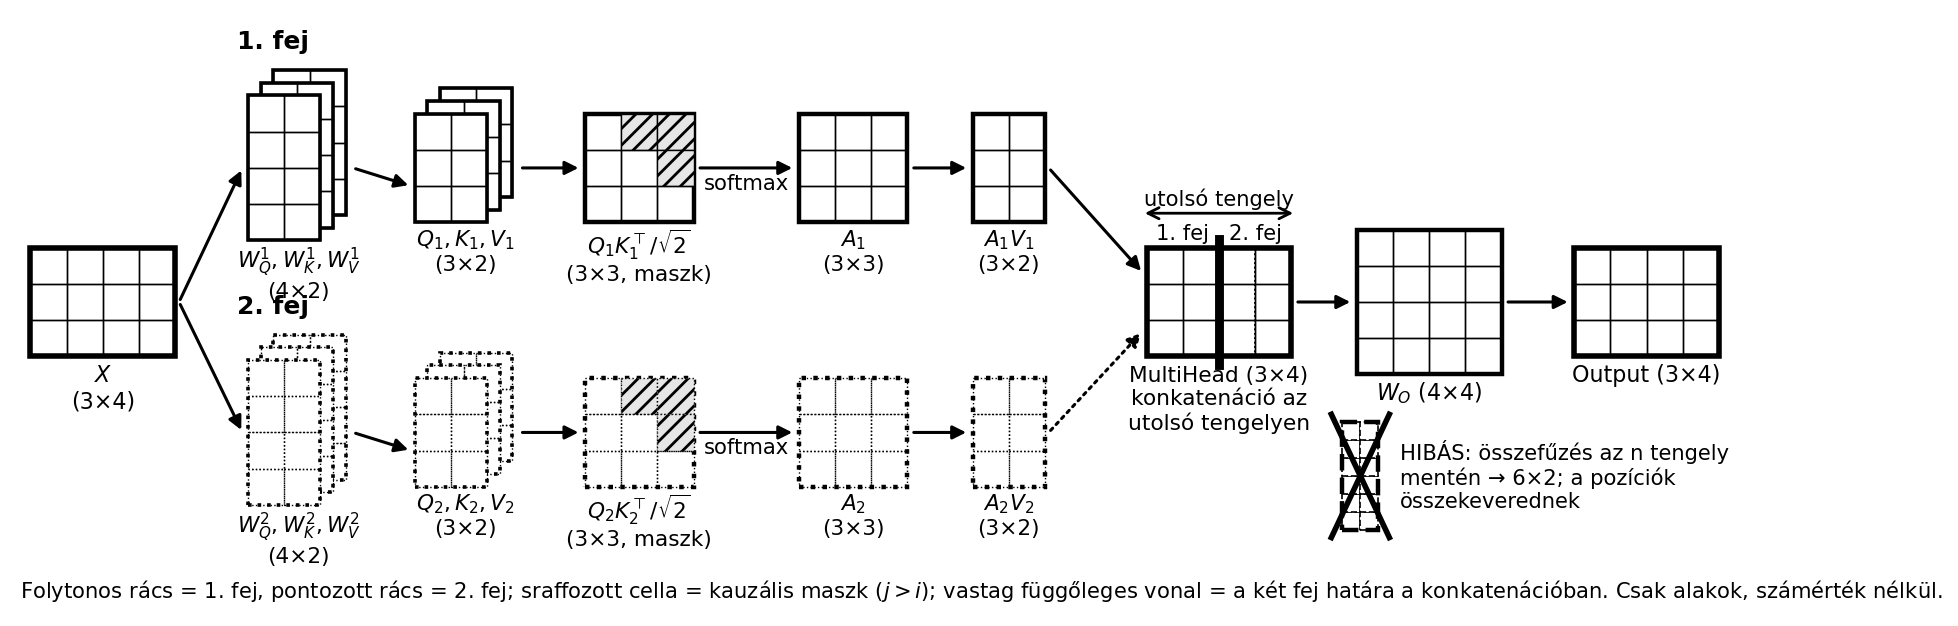 1. fej
W_Q^1, W_K^1, W_V^1
(4×2)
Q_1, K_1, V_1
(3×2)
Q_1K_1^⊤/√2
(3×3, maszk)
softmax
A_1
(3×3)
A_1V_1
(3×2)
X
(3×4)
2. fej
W_Q^2, W_K^2, W_V^2
(4×2)
Q_2, K_2, V_2
(3×2)
Q_2K_2^⊤/√2
(3×3, maszk)
softmax
A_2
(3×3)
A_2V_2
(3×2)
utolsó tengely
1. fej 2. fej
MultiHead (3×4)
konkatenáció az
utolsó tengelyen
W_O (4×4)
Output (3×4)
HIBÁS: összefűzés az n tengely
mentén → 6×2; a pozíciók
összekeverednek
Folytonos rács = 1. fej, pontozott rács = 2. fej; sraffozott cella = kauzális maszk (j > i); vastag függőleges vonal = a két fej határa a konkatenációban. Csak alakok, számérték nélkül.